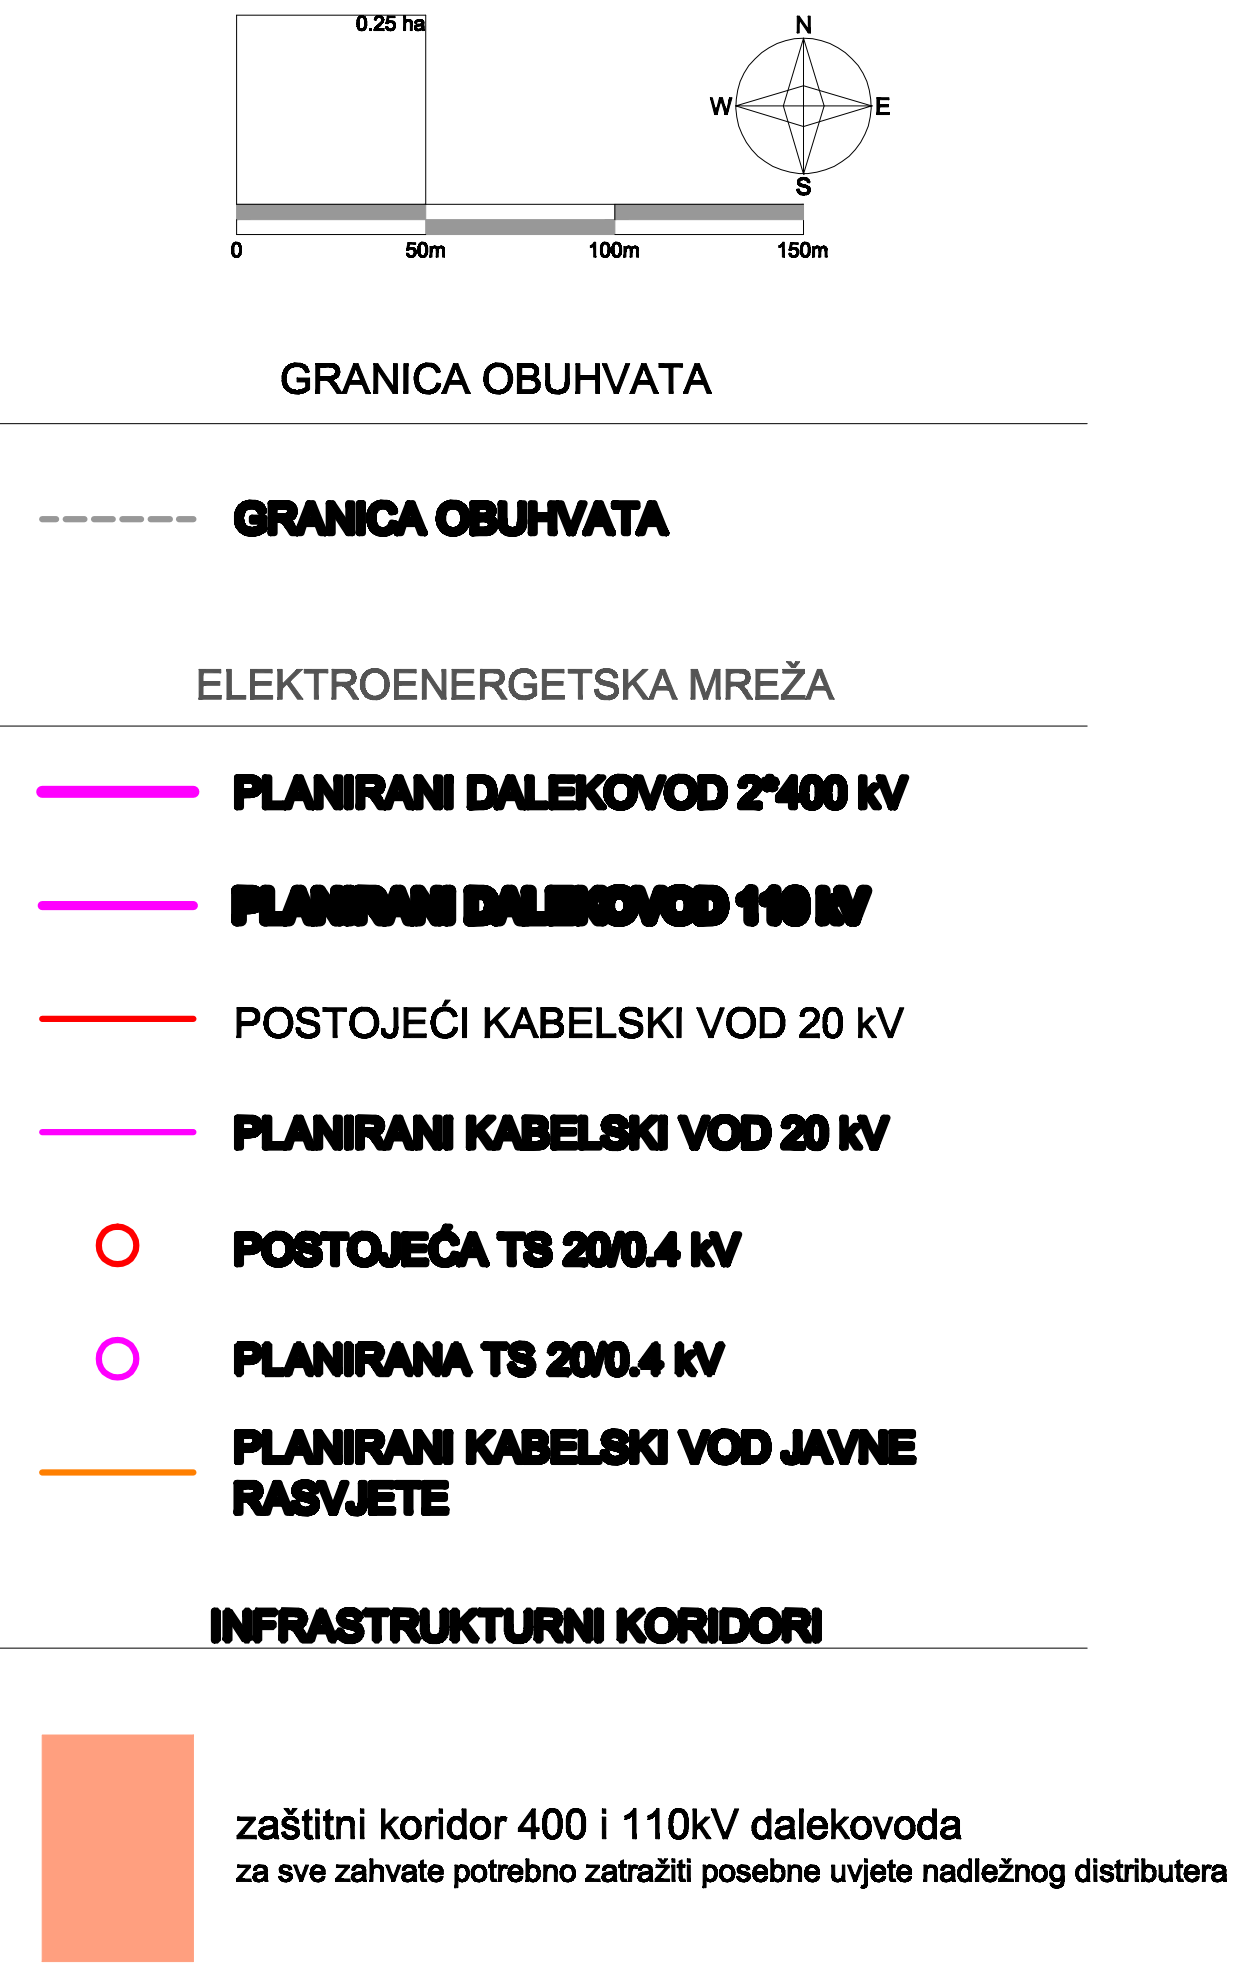 0.25 ha
N
W
E
S
0
50m
100m
150m
GRANICA OBUHVATA
GRANICA OBUHVATA
ELEKTROENERGETSKA MREŽA
PLANIRANI DALEKOVOD 2*400 kV
PLANIRANI DALEKOVOD 110 kV
POSTOJEĆI KABELSKI VOD 20 kV
PLANIRANI KABELSKI VOD 20 kV
POSTOJEĆA TS 20/0.4 kV
PLANIRANA TS 20/0.4 kV
PLANIRANI KABELSKI VOD JAVNE
RASVJETE
INFRASTRUKTURNI KORIDORI
zaštitni koridor 400 i 110kV dalekovoda
za sve zahvate potrebno zatražiti posebne uvjete nadležnog distributera